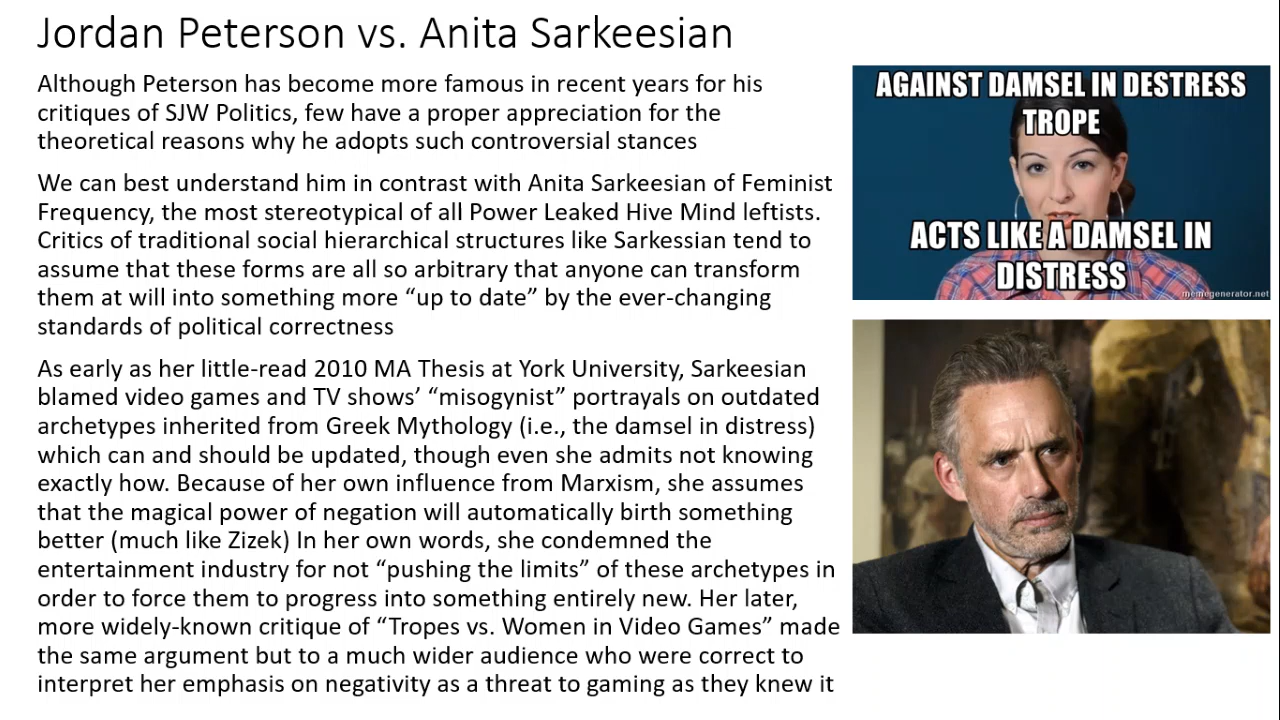 Jordan Peterson vs. Anita Sarkeesian
Although Peterson has become more famous in recent years for his
critiques of SJW Politics, few have a proper appreciation for the
theoretical reasons why he adopts such controversial stances
We can best understand him in contrast with Anita Sarkeesian of Feminist
Frequency, the most stereotypical of all Power Leaked Hive Mind leftists.
Critics of traditional social hierarchical structures like Sarkessian tend to
assume that these forms are all so arbitrary that anyone can transform
them at will into something more “up to date” by the ever-changing
standards of political correctness
As early as her little-read 2010 MA Thesis at York University, Sarkeesian
blamed video games and TV shows’ “misogynist” portrayals on outdated
archetypes inherited from Greek Mythology (i.e., the damsel in distress)
which can and should be updated, though even she admits not knowing
exactly how. Because of her own influence from Marxism, she assumes
that the magical power of negation will automatically birth something
better (much like Zizek) In her own words, she condemned the
entertainment industry for not “pushing the limits” of these archetypes in
order to force them to progress into something entirely new. Her later,
more widely-known critique of “Tropes vs. Women in Video Games” made
the same argument but to a much wider audience who were correct to
interpret her emphasis on negativity as a threat to gaming as they knew it
AGAINST DAMSEL IN DESTRESS
TROPE
ACTS LIKE A DAMSEL IN
DISTRESS
memegenerator.net